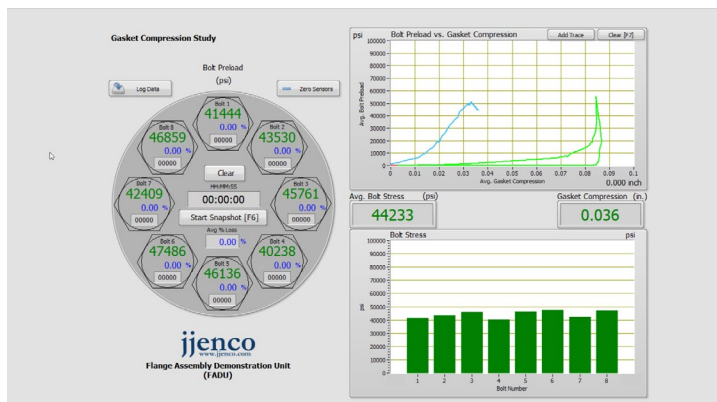 Gasket Compression Study
Bolt Preload
(psi)
Log Data
Zero Sensors
Bolt 1
41444
0.00 %
00000
Bolt 8
46859
0.00 %
00000
Bolt 2
43530
0.00 %
00000
Clear
HH:MM:SS
00:00:00
Start Snapshot [F6]
Avg % Loss
0.00 %
Bolt 7
42409
0.00 %
00000
Bolt 3
45761
0.00 %
00000
Bolt 6
47486
0.00 %
00000
Bolt 4
40238
0.00 %
00000
Bolt 5
46136
0.00 %
00000
jjenco
www.jjenco.com
Flange Assembly Demonstration Unit
(FADU)
psi
Bolt Preload vs. Gasket Compression
Add Trace
Clear [F7]
100000
90000
80000
70000
60000
50000
40000
30000
20000
10000
0
Avg. Bolt Preload
0 0.01 0.02 0.03 0.04 0.05 0.06 0.07 0.08 0.09 0.1
Avg. Gasket Compression
0.000 inch
Avg. Bolt Stress (psi)
44233
Gasket Compression (in.)
0.036
Bolt Stress
psi
100000
90000
80000
70000
60000
50000
40000
30000
20000
10000
0
psi
1 2 3 4 5 6 7 8
Bolt Number